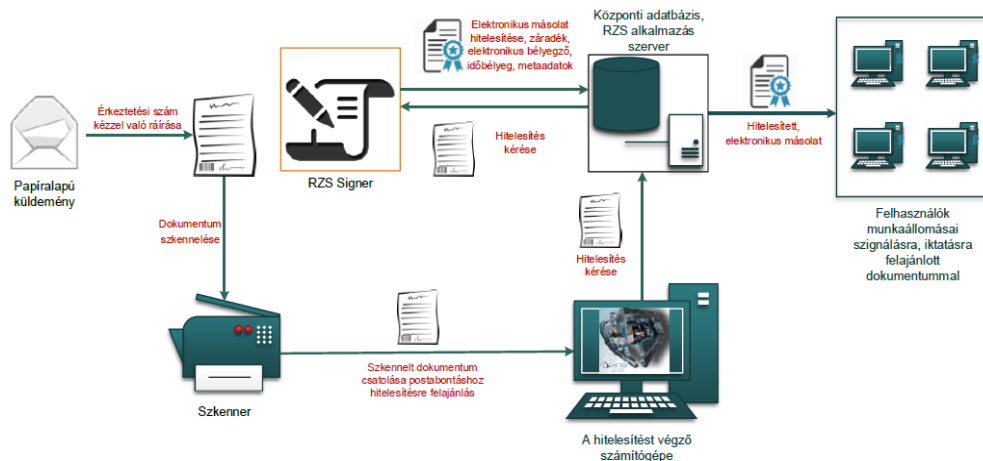 Érkeztetési szám
kézzel való ráírása
Papíralapú
küldemény
Dokumentum
szkennelése
Szkenner
Szkennelt dokumentum
csatolása postabontáshoz
hitelesítésre felajánlás
A hitelesítést végző
számítógépe
Hitelesítés
kérése
Központi adatbázis,
RZS alkalmazás
szerver
Hitelesítés
kérése
RZS Signer
Elektronikus másolat
hitelesítése, záradék,
elektronikus bélyegző,
időbélyeg, metaadatok
Hitelesített,
elektronikus másolat
Felhasználók
munkaállomásai
szignálásra, iktatásra
felajánlott
dokumentummal